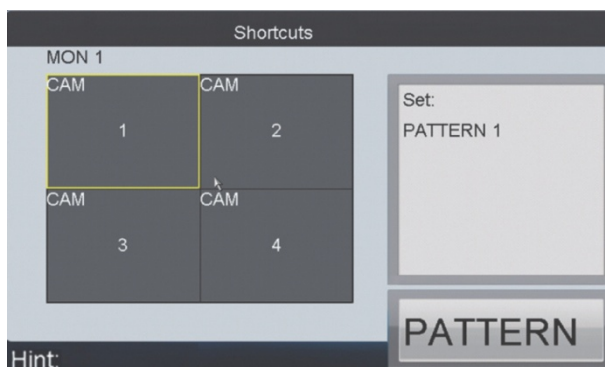 Shortcuts
MON 1
CAM
1
CAM
2
CAM
3
CAM
4
Set:
PATTERN 1
PATTERN
Hint: